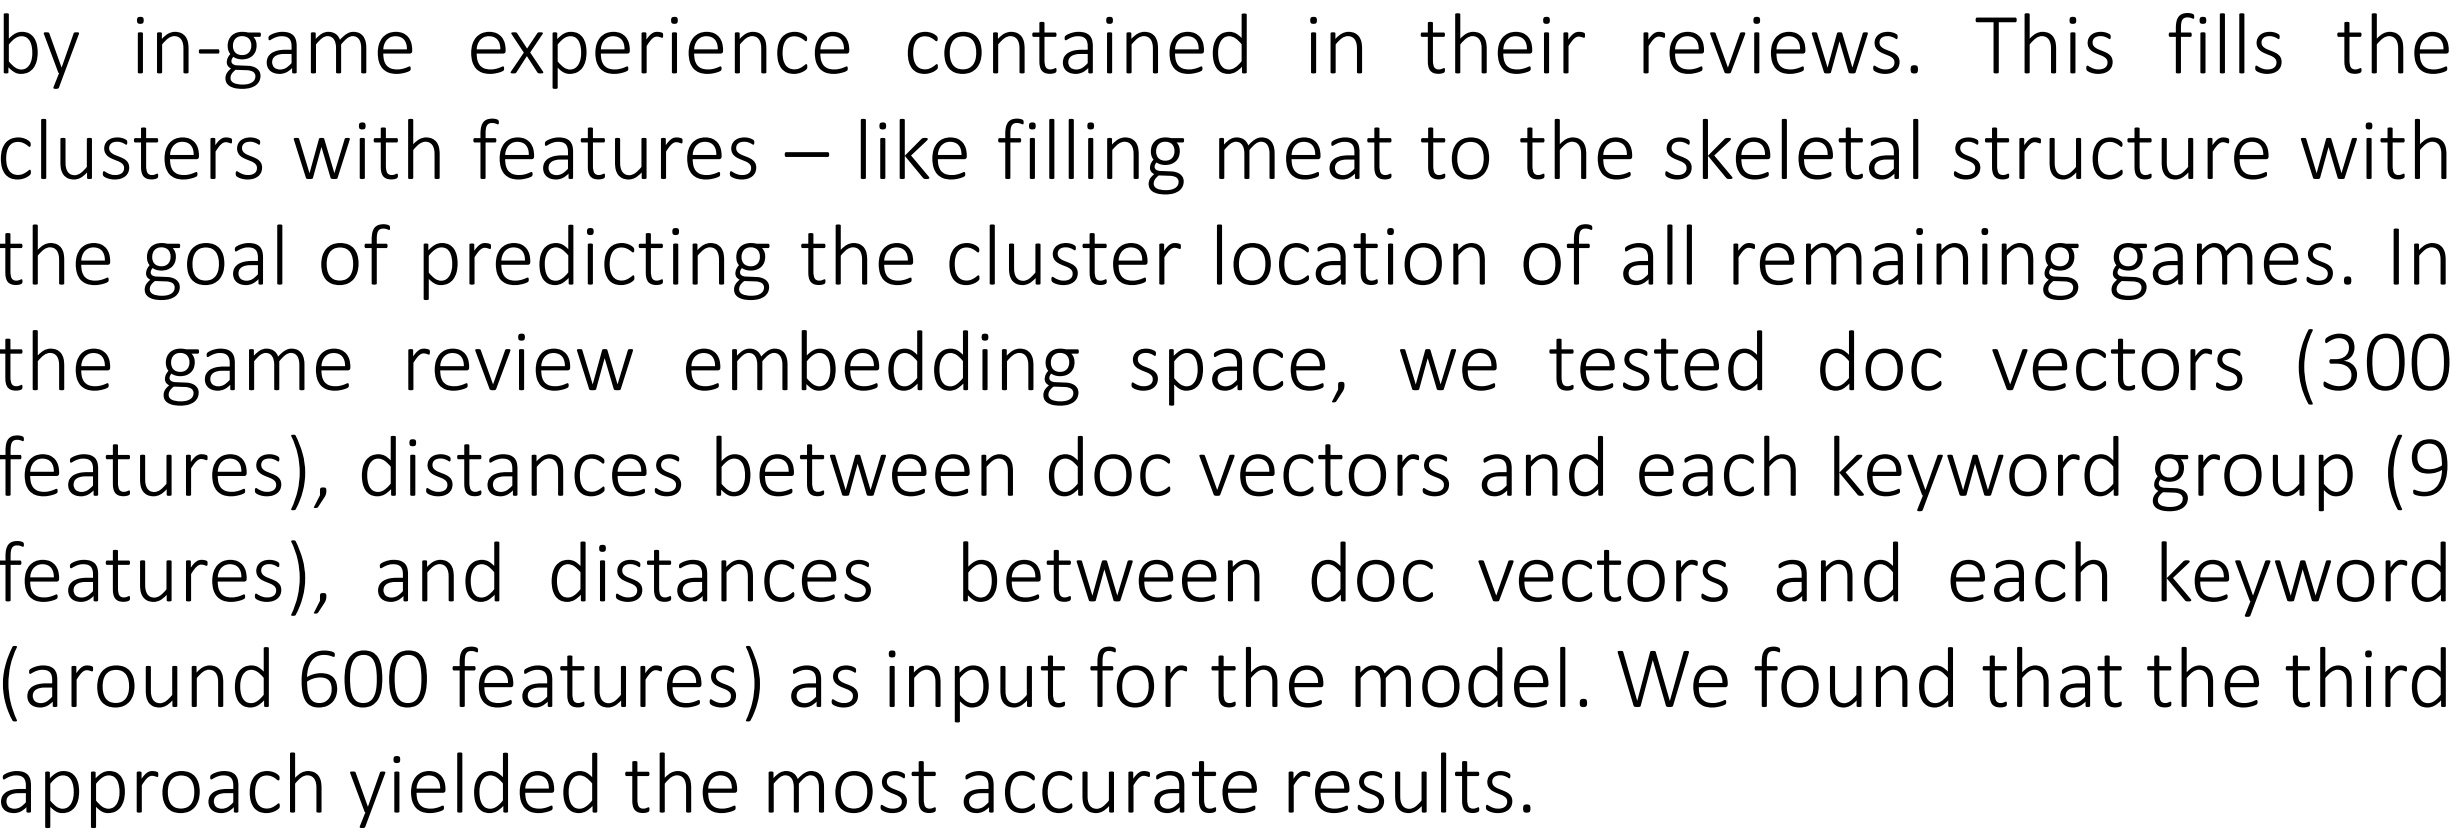 by in-game experience contained in their reviews. This fills the
clusters with features – like filling meat to the skeletal structure with
the goal of predicting the cluster location of all remaining games. In
the game review embedding space, we tested doc vectors (300
features), distances between doc vectors and each keyword group (9
features), and distances between doc vectors and each keyword
(around 600 features) as input for the model. We found that the third
approach yielded the most accurate results.